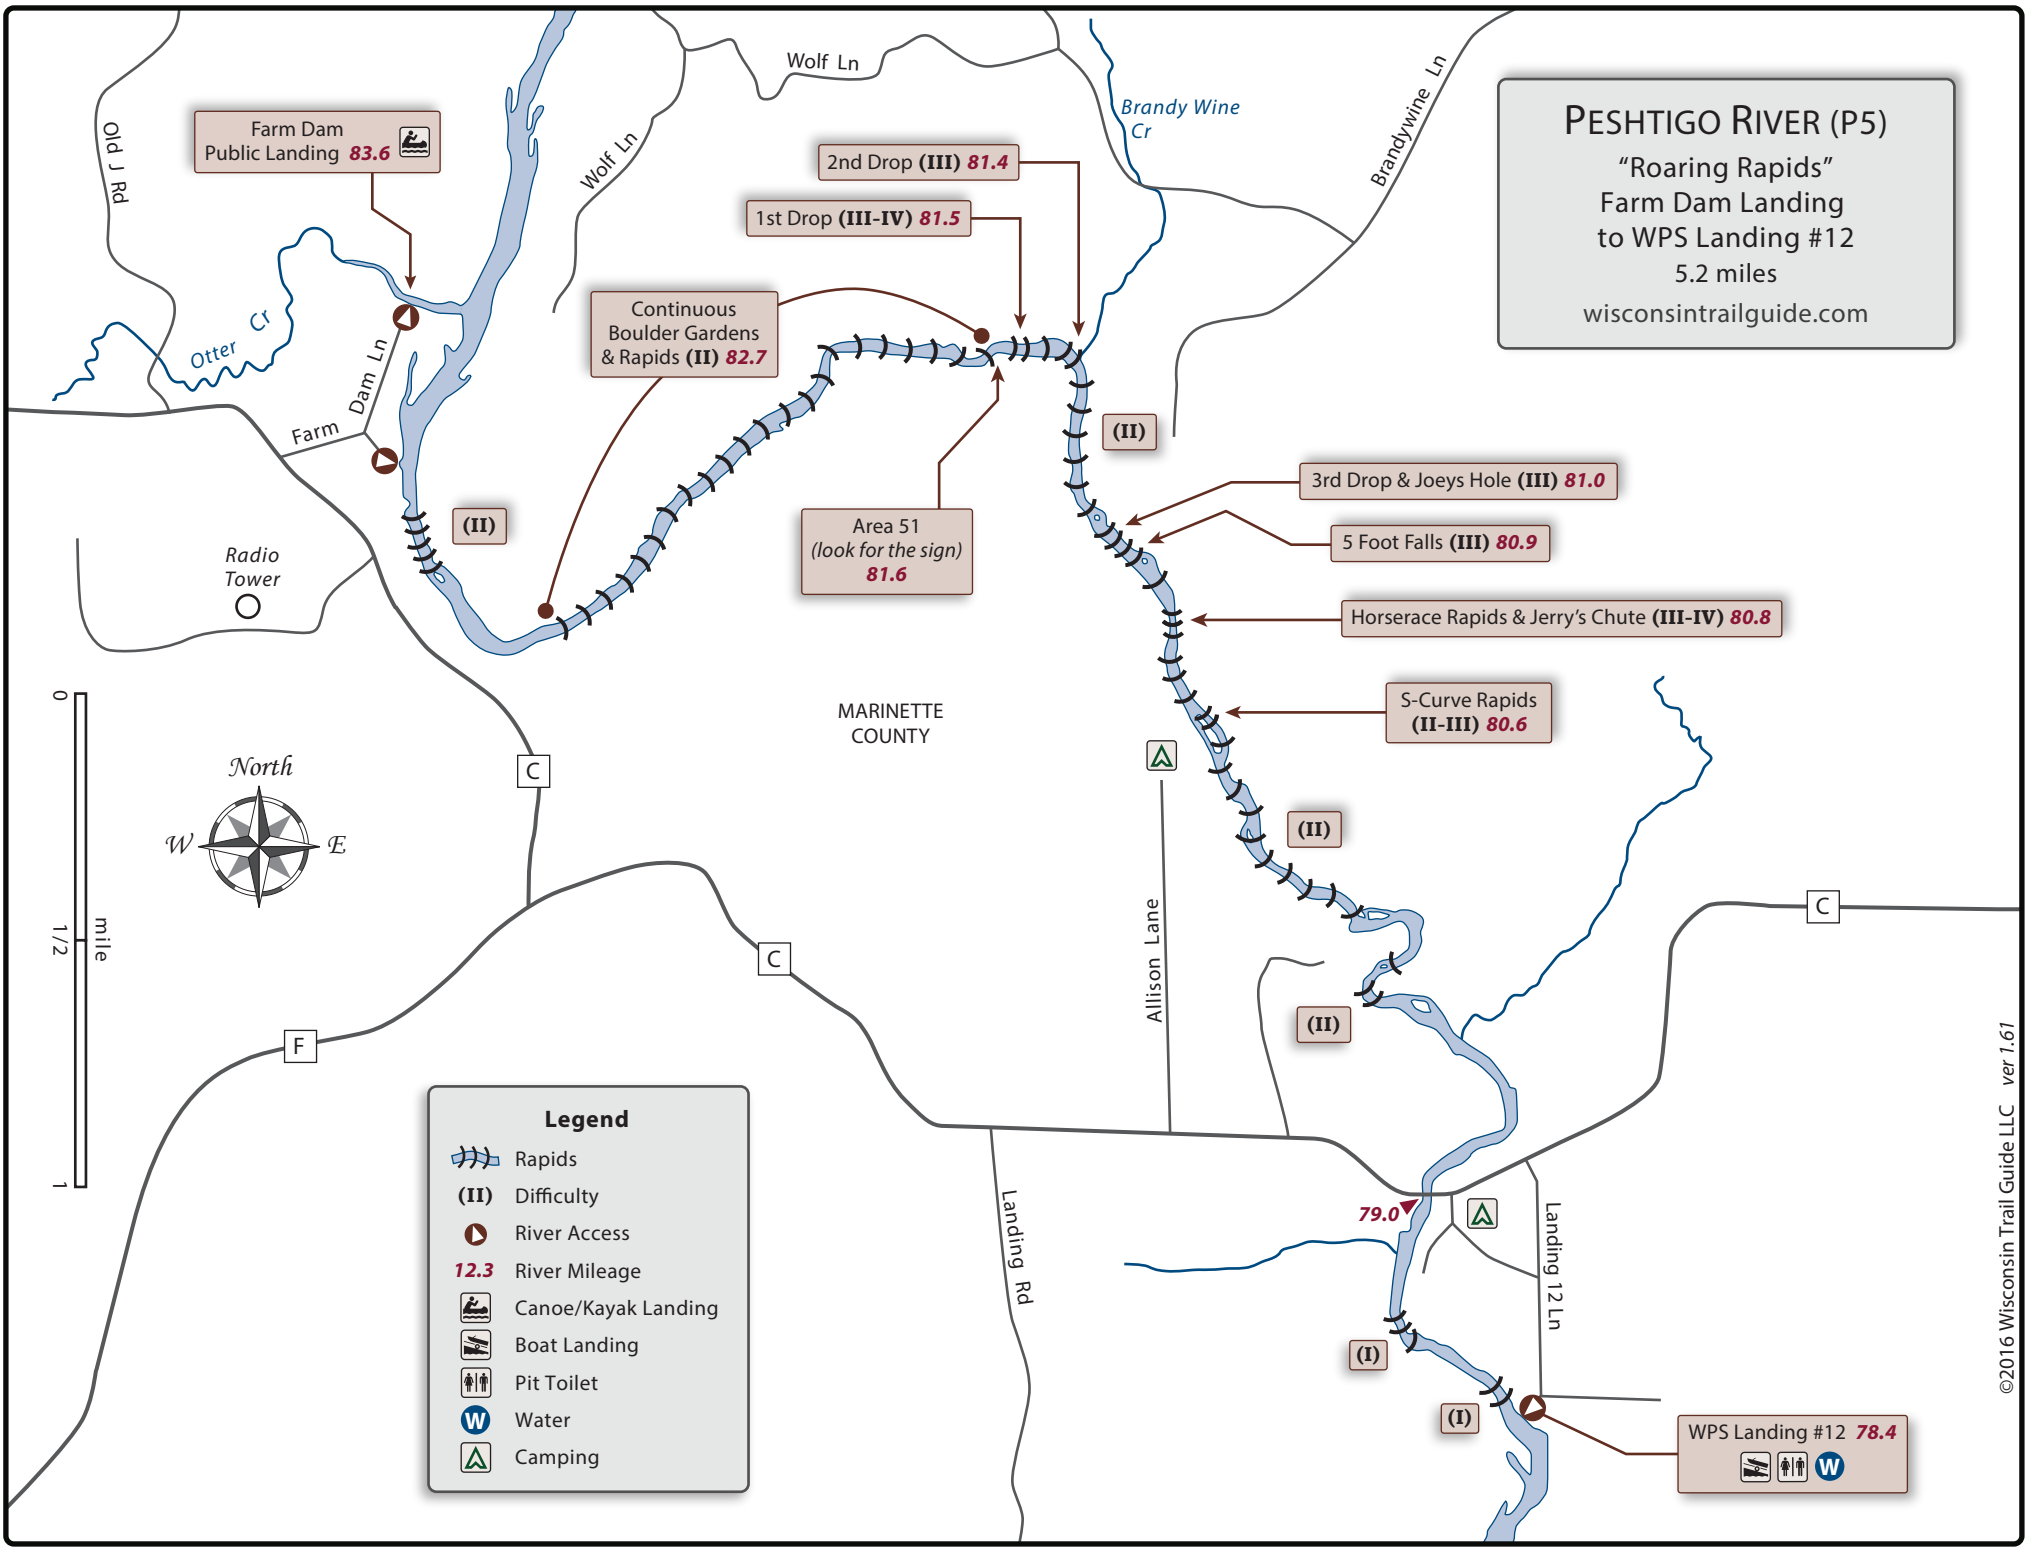 PESHTIGO RIVER (P5)
“Roaring Rapids”
Farm Dam Landing
to WPS Landing #12
5.2 miles
wisconsintrailguide.com
Old J Rd
Farm Dam
Public Landing 83.6
Wolf Ln
Wolf Ln
Brandy Wine
Cr
Brandywine Ln
2nd Drop (III) 81.4
1st Drop (III-IV) 81.5
Continuous
Boulder Gardens
& Rapids (II) 82.7
Otter Cr
Farm Dam Ln
(II)
(II)
Area 51
(look for the sign)
81.6
3rd Drop & Joeys Hole (III) 81.0
5 Foot Falls (III) 80.9
Horserace Rapids & Jerry’s Chute (III-IV) 80.8
S-Curve Rapids
(II-III) 80.6
Radio
Tower
MARINETTE
COUNTY
0
1/2
1
mile
North
W
E
C
C
C
F
(II)
(II)
Allison Lane
Landing Rd
Landing 12 Ln
79.0
(I)
(I)
WPS Landing #12 78.4
W
Legend
Rapids
(II) Difficulty
River Access
12.3 River Mileage
Canoe/Kayak Landing
Boat Landing
Pit Toilet
W Water
Camping
©2016 Wisconsin Trail Guide LLC ver 1.61